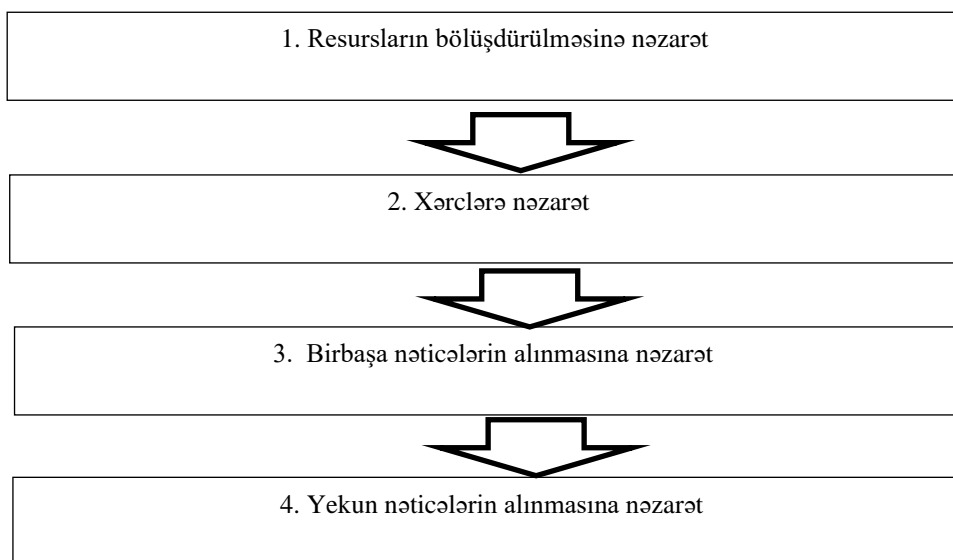 1. Resursların bölüşdürülməsinə nəzarət
2. Xərclərə nəzarət
3. Birbaşa nəticələrin alınmasına nəzarət
4. Yekun nəticələrin alınmasına nəzarət